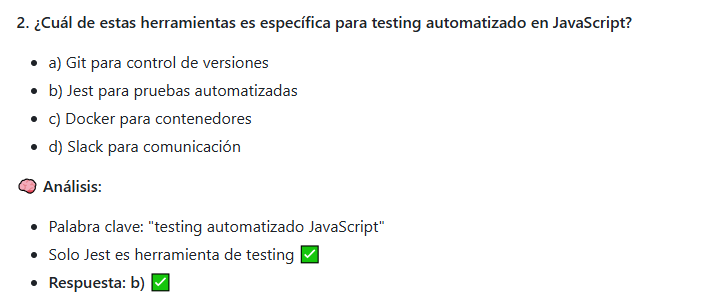 2. ¿Cuál de estas herramientas es específica para testing automatizado en JavaScript?
• a) Git para control de versiones
• b) Jest para pruebas automatizadas
• c) Docker para contenedores
• d) Slack para comunicación
🧠 Análisis:
• Palabra clave: "testing automatizado JavaScript"
• Solo Jest es herramienta de testing ✅
• Respuesta: b) ✅